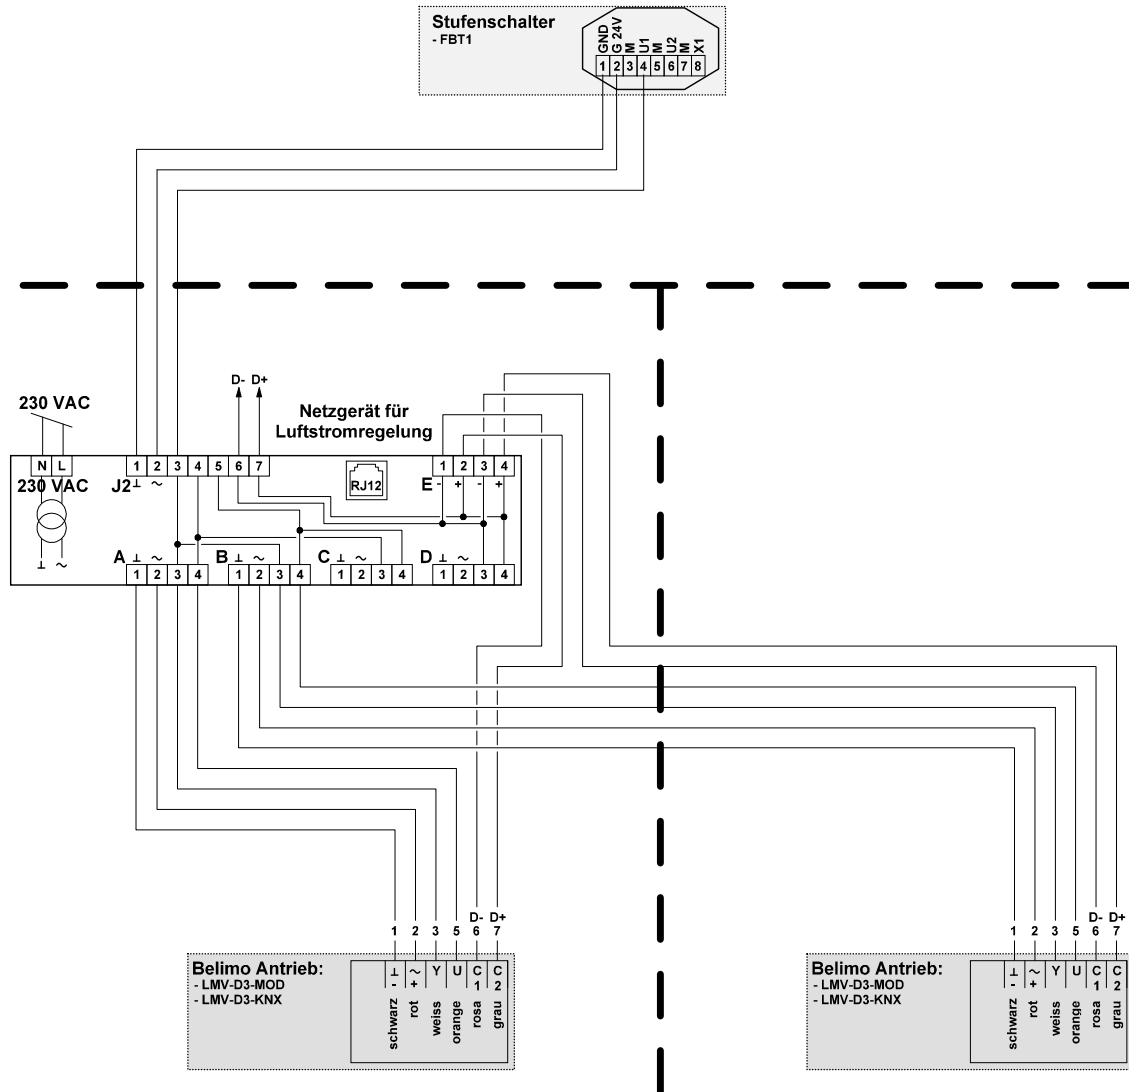 Stufenschalter
- FBT1
GND
G 24V
M
U1
M
U2
M
X1
1 2 3 4 5 6 7 8
D- D+
230 VAC
Netzgerät für
Luftstromregelung
N L
1 2 3 4 5 6 7
1 2 3 4
230 VAC
J2 ⊥ ~
RJ12
E - + - +
⊥ ~
A ⊥ ~
B ⊥ ~
C ⊥ ~
D ⊥ ~
1 2 3 4
1 2 3 4
1 2 3 4
1 2 3 4
D- D+
1 2 3 5 6 7
Belimo Antrieb:
- LMV-D3-MOD
- LMV-D3-KNX
⊥ ~ Y U C C
- + 1 2
schwarz
rot
weiss
orange
rosa
grau
D- D+
1 2 3 5 6 7
Belimo Antrieb:
- LMV-D3-MOD
- LMV-D3-KNX
⊥ ~ Y U C C
- + 1 2
schwarz
rot
weiss
orange
rosa
grau